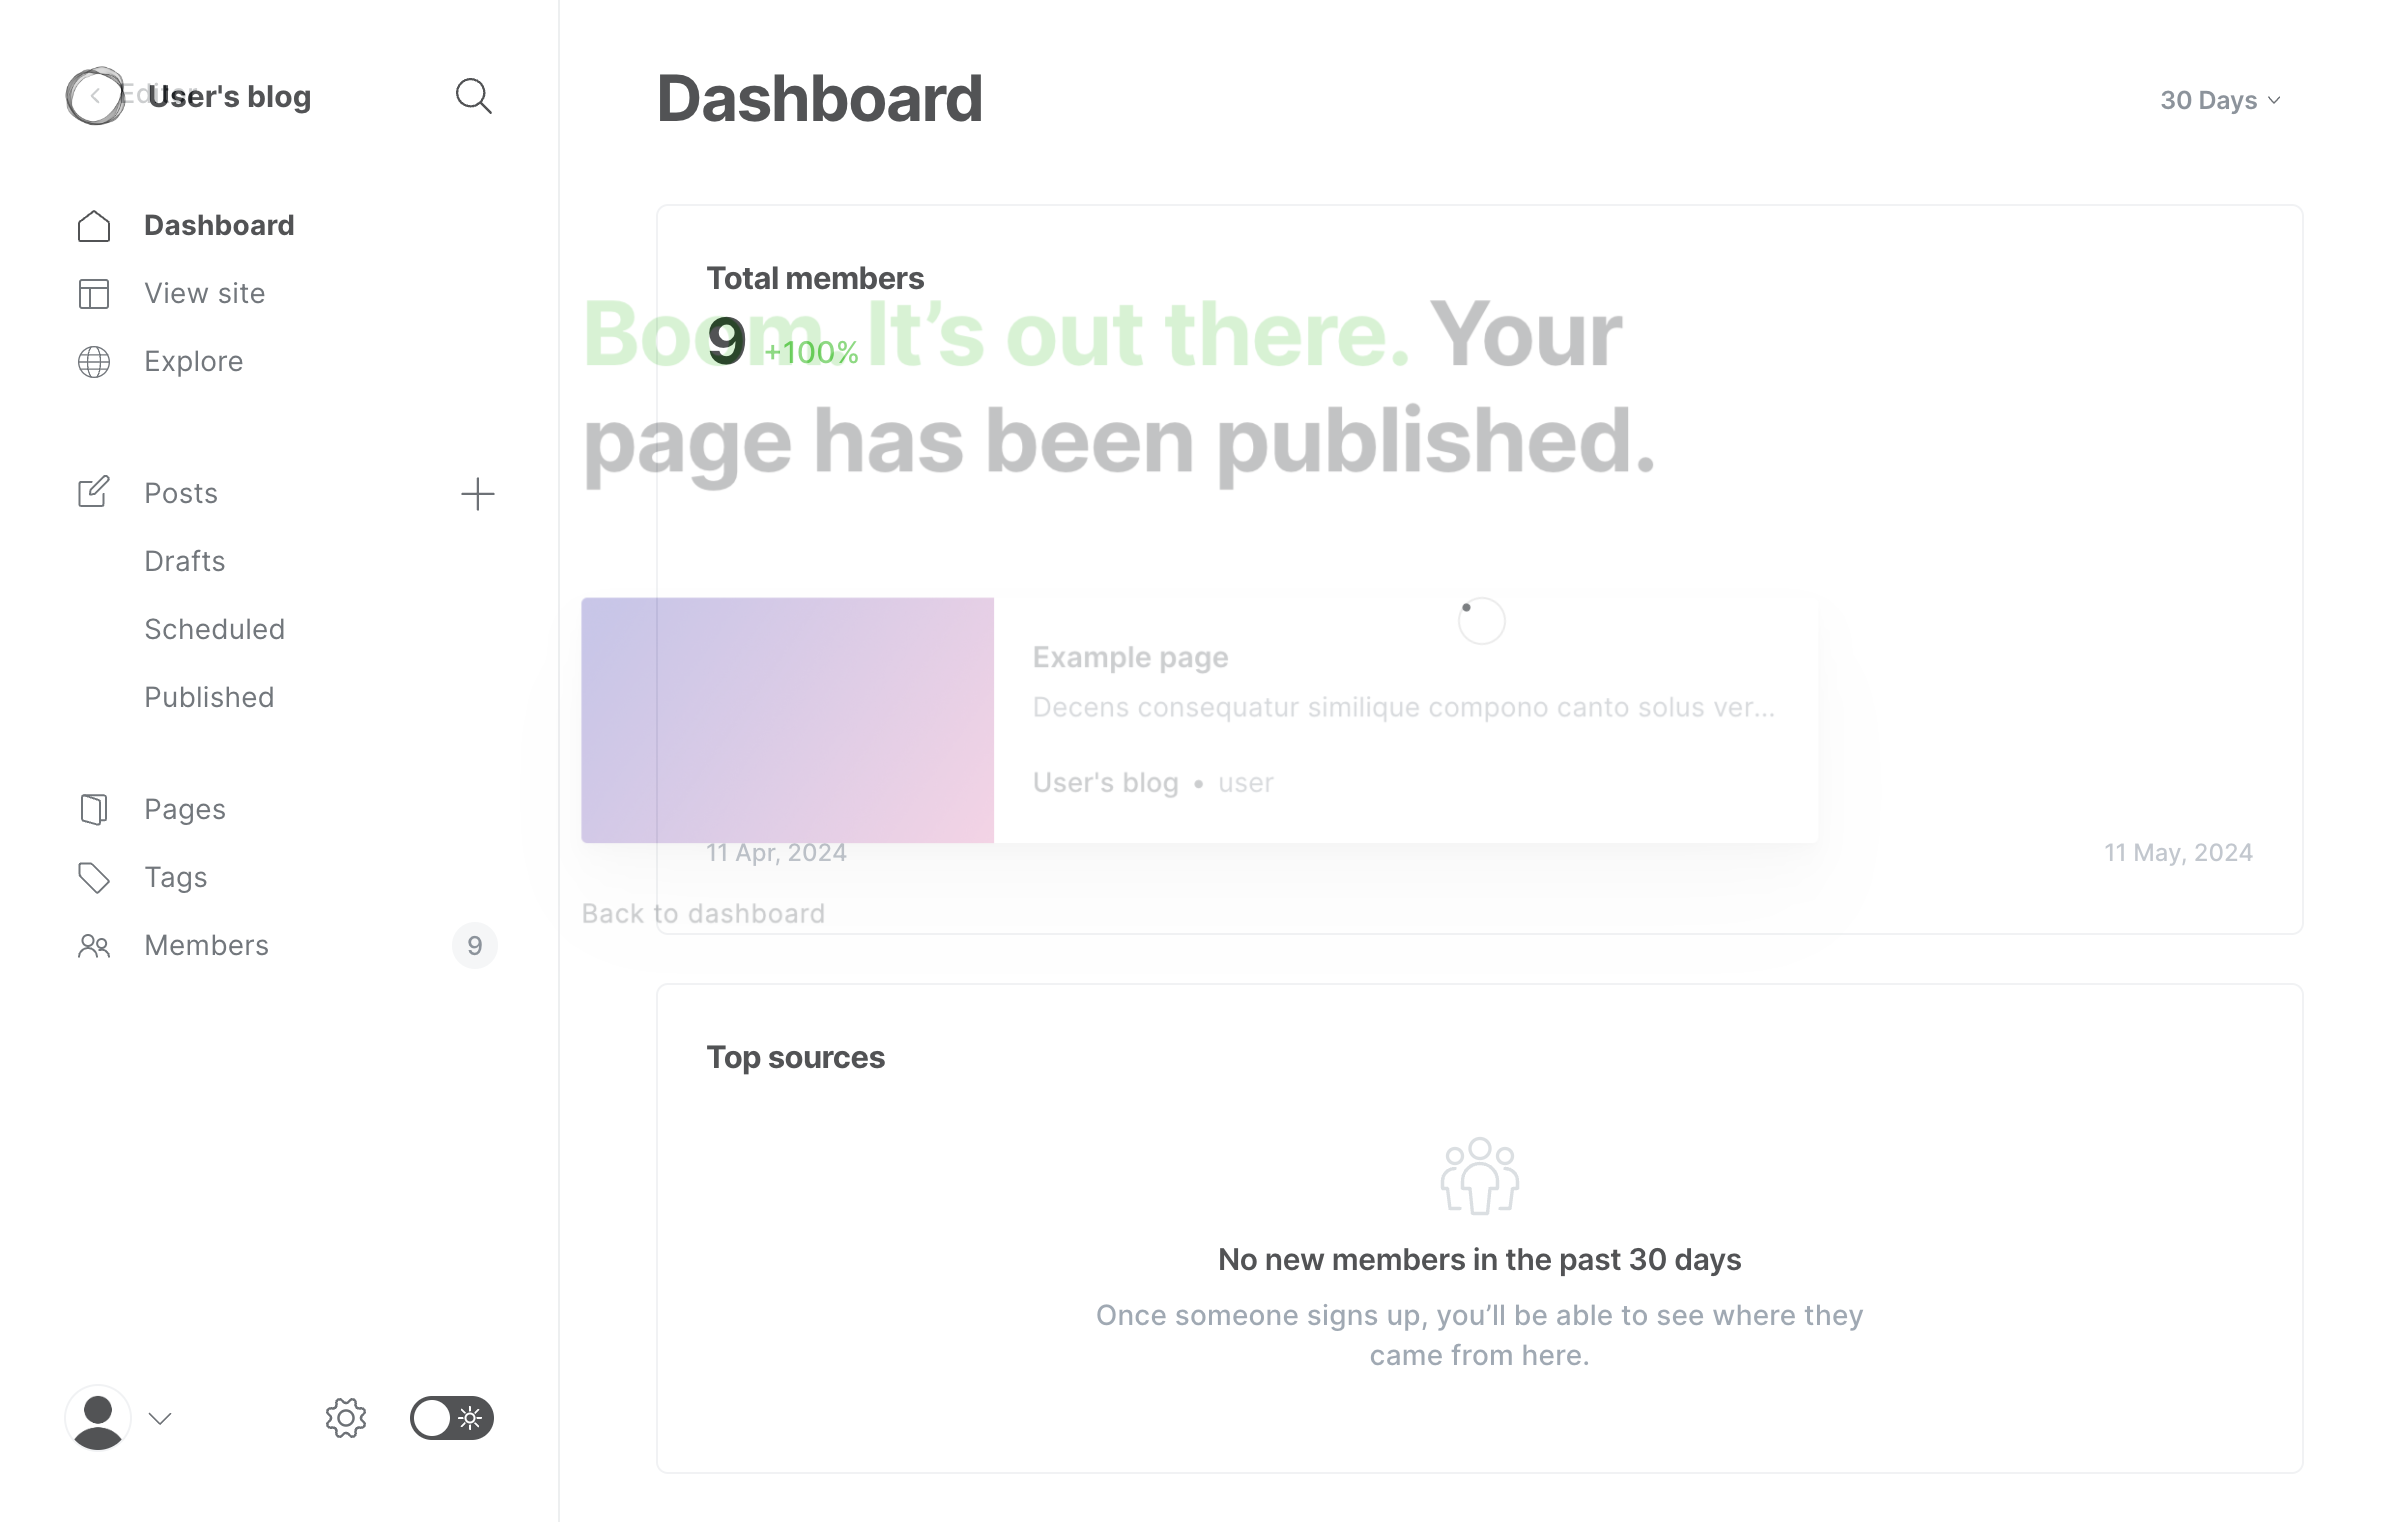 Editor
User's blog
Dashboard
View site
Explore
Posts
Drafts
Scheduled
Published
Pages
Tags
Members
9
Dashboard
30 Days
Total members
9 +100%
Boom. It’s out there. Your
page has been published.
Example page
Decens consequatur similique compono canto solus ver...
User's blog • user
11 Apr, 2024
11 May, 2024
Back to dashboard
Top sources
No new members in the past 30 days
Once someone signs up, you’ll be able to see where they
came from here.